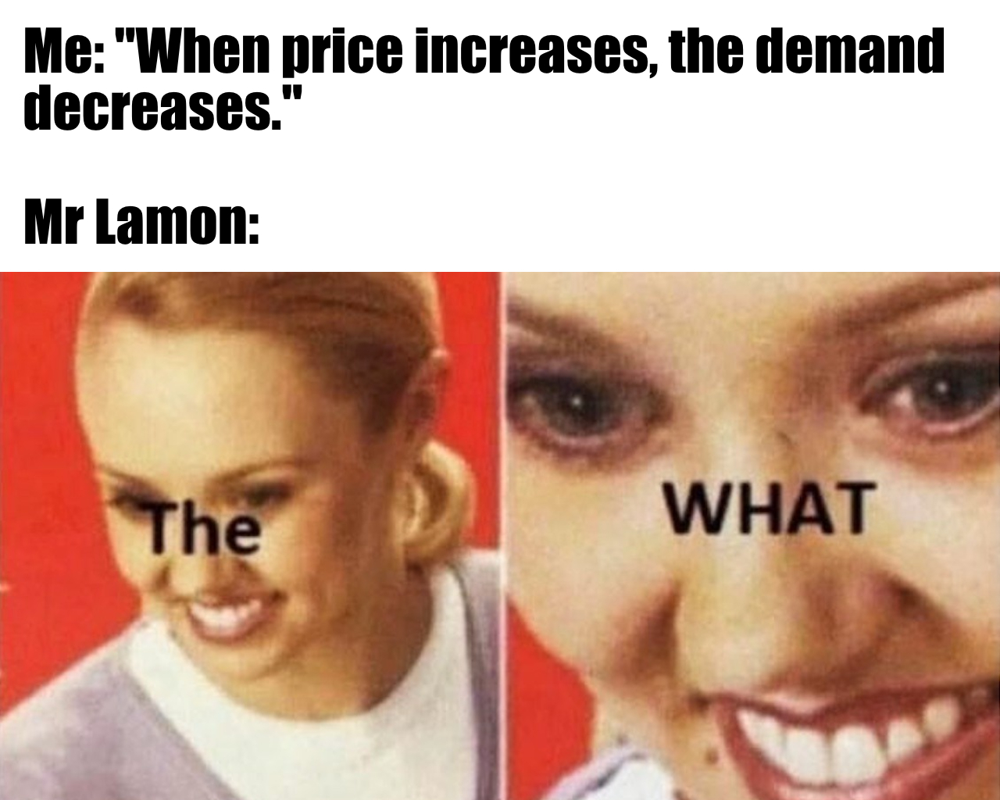 Me: "When price increases, the demand
decreases."
Mr Lamon:
The
WHAT